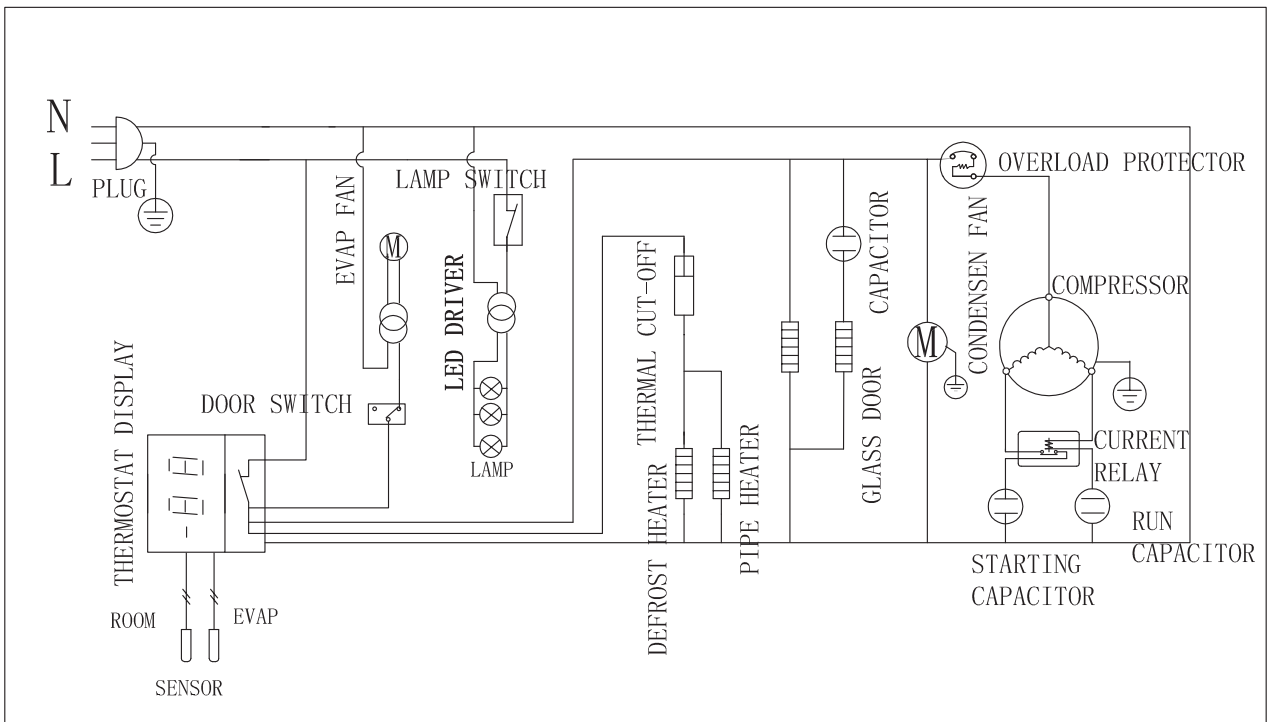 N
L
PLUG
EVAP FAN
M
LAMP SWITCH
LED DRIVER
LAMP
DOOR SWITCH
THERMOSTAT DISPLAY
ROOM
EVAP
SENSOR
THERMAL CUT-OFF
DEFROST HEATER
PIPE HEATER
CAPACITOR
GLASS DOOR
M
CONDENSEN FAN
OVERLOAD PROTECTOR
COMPRESSOR
CURRENT
RELAY
STARTING
CAPACITOR
RUN
CAPACITOR